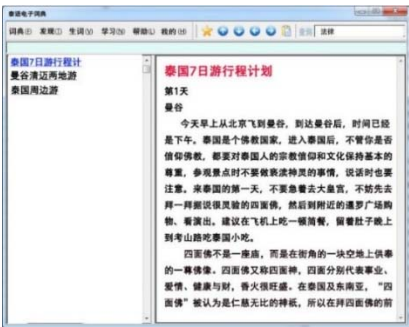 泰语电子词典
词典(E) 发现(I) 生词(V) 学习(S) 帮助(L) 我的(H) 查询 法律
泰国7日游行程计
曼谷清迈两地游
泰国周边游
泰国7日游行程计划
第1天
曼谷
今天早上从北京飞到曼谷，到达曼谷后，时间已经
是下午。泰国是个佛教国家，进入泰国后，不管你是否
信仰佛教，都要对泰国人的宗教信仰和文化保持基本的
尊重，参观景点时不要做亵渎神灵的事情，说话时也要
注意。来泰国的第一天，不要急着去大皇宫，不妨先去
拜一拜据说很灵验的四面佛，然后到附近的暹罗广场购
物、看演出。建议在飞机上吃一顿简餐，留着肚子晚上
到考山路吃泰国小吃。
四面佛不是一座庙，而是在街角的一块空地上供奉
的一尊佛像。四面佛又称四面神，四面分别代表事业、
爱情、健康与财，香火很旺盛。在泰国及东南亚，“四
面佛”被认为是仁慈无比的神祇，所以在拜四面佛的前